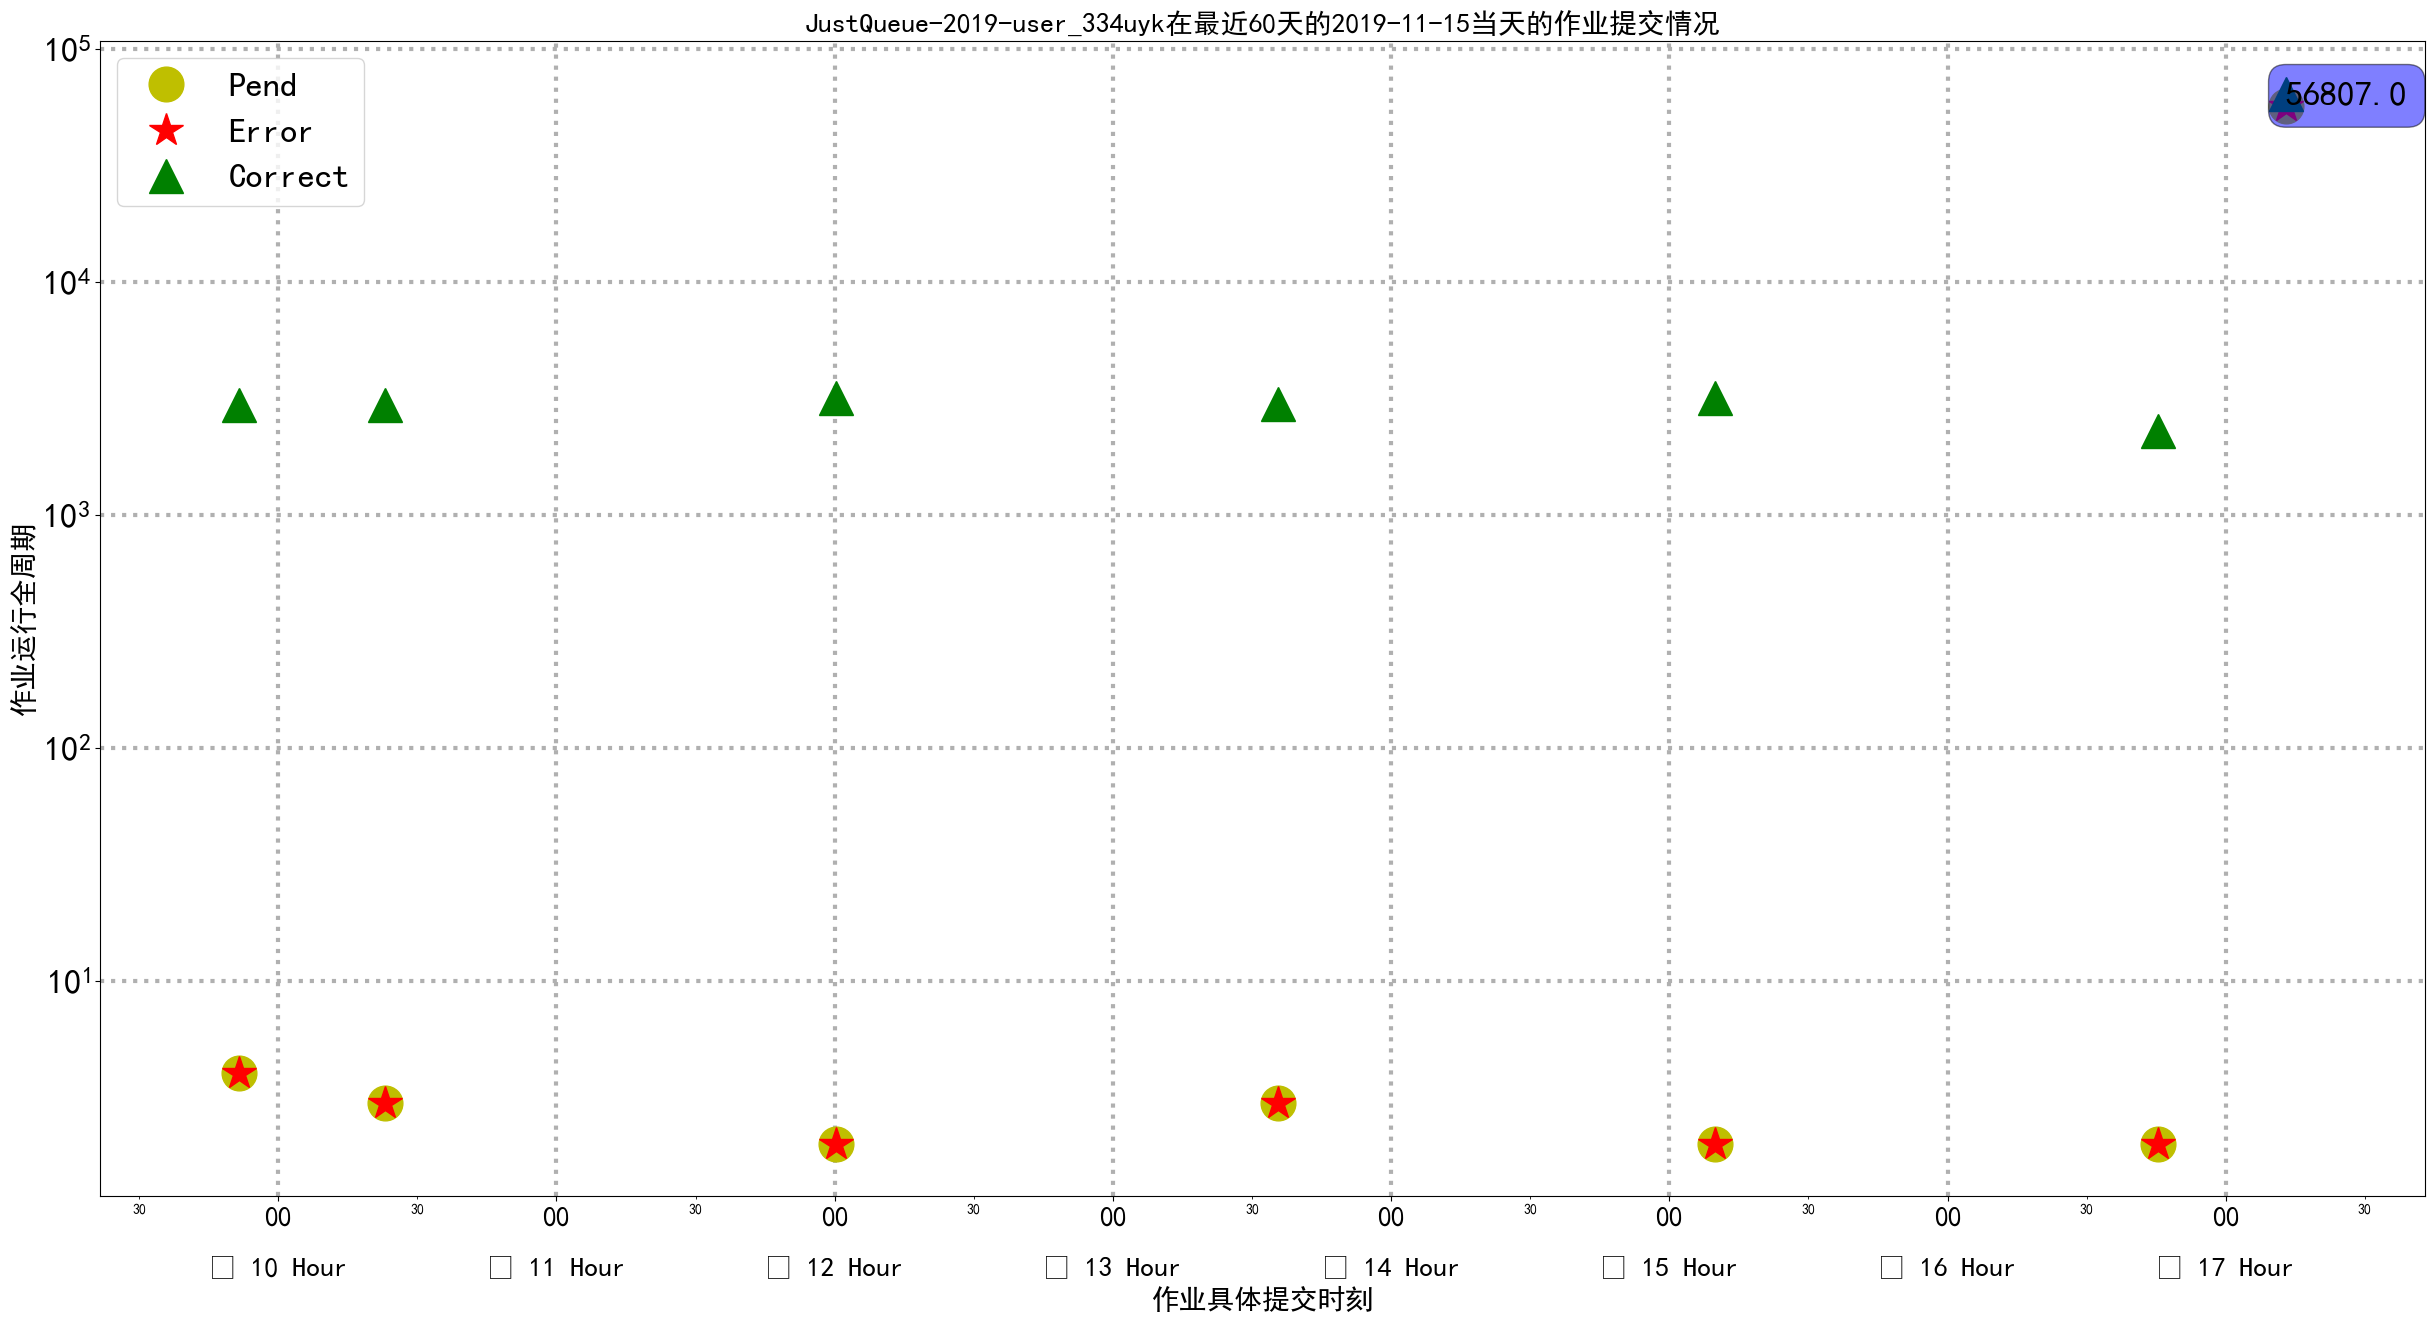 JustQueue-2019-user_334uyk在最近60天的2019-11-15当天的作业提交情况
10⁵
10⁴
10³
10²
10¹
作业运行全周期
Pend
Error
Correct
56807.0
30 00 30 00 30 00 30 00 30 00 30 00 30 00 30 00 30
□ 10 Hour □ 11 Hour □ 12 Hour □ 13 Hour □ 14 Hour □ 15 Hour □ 16 Hour □ 17 Hour
作业具体提交时刻